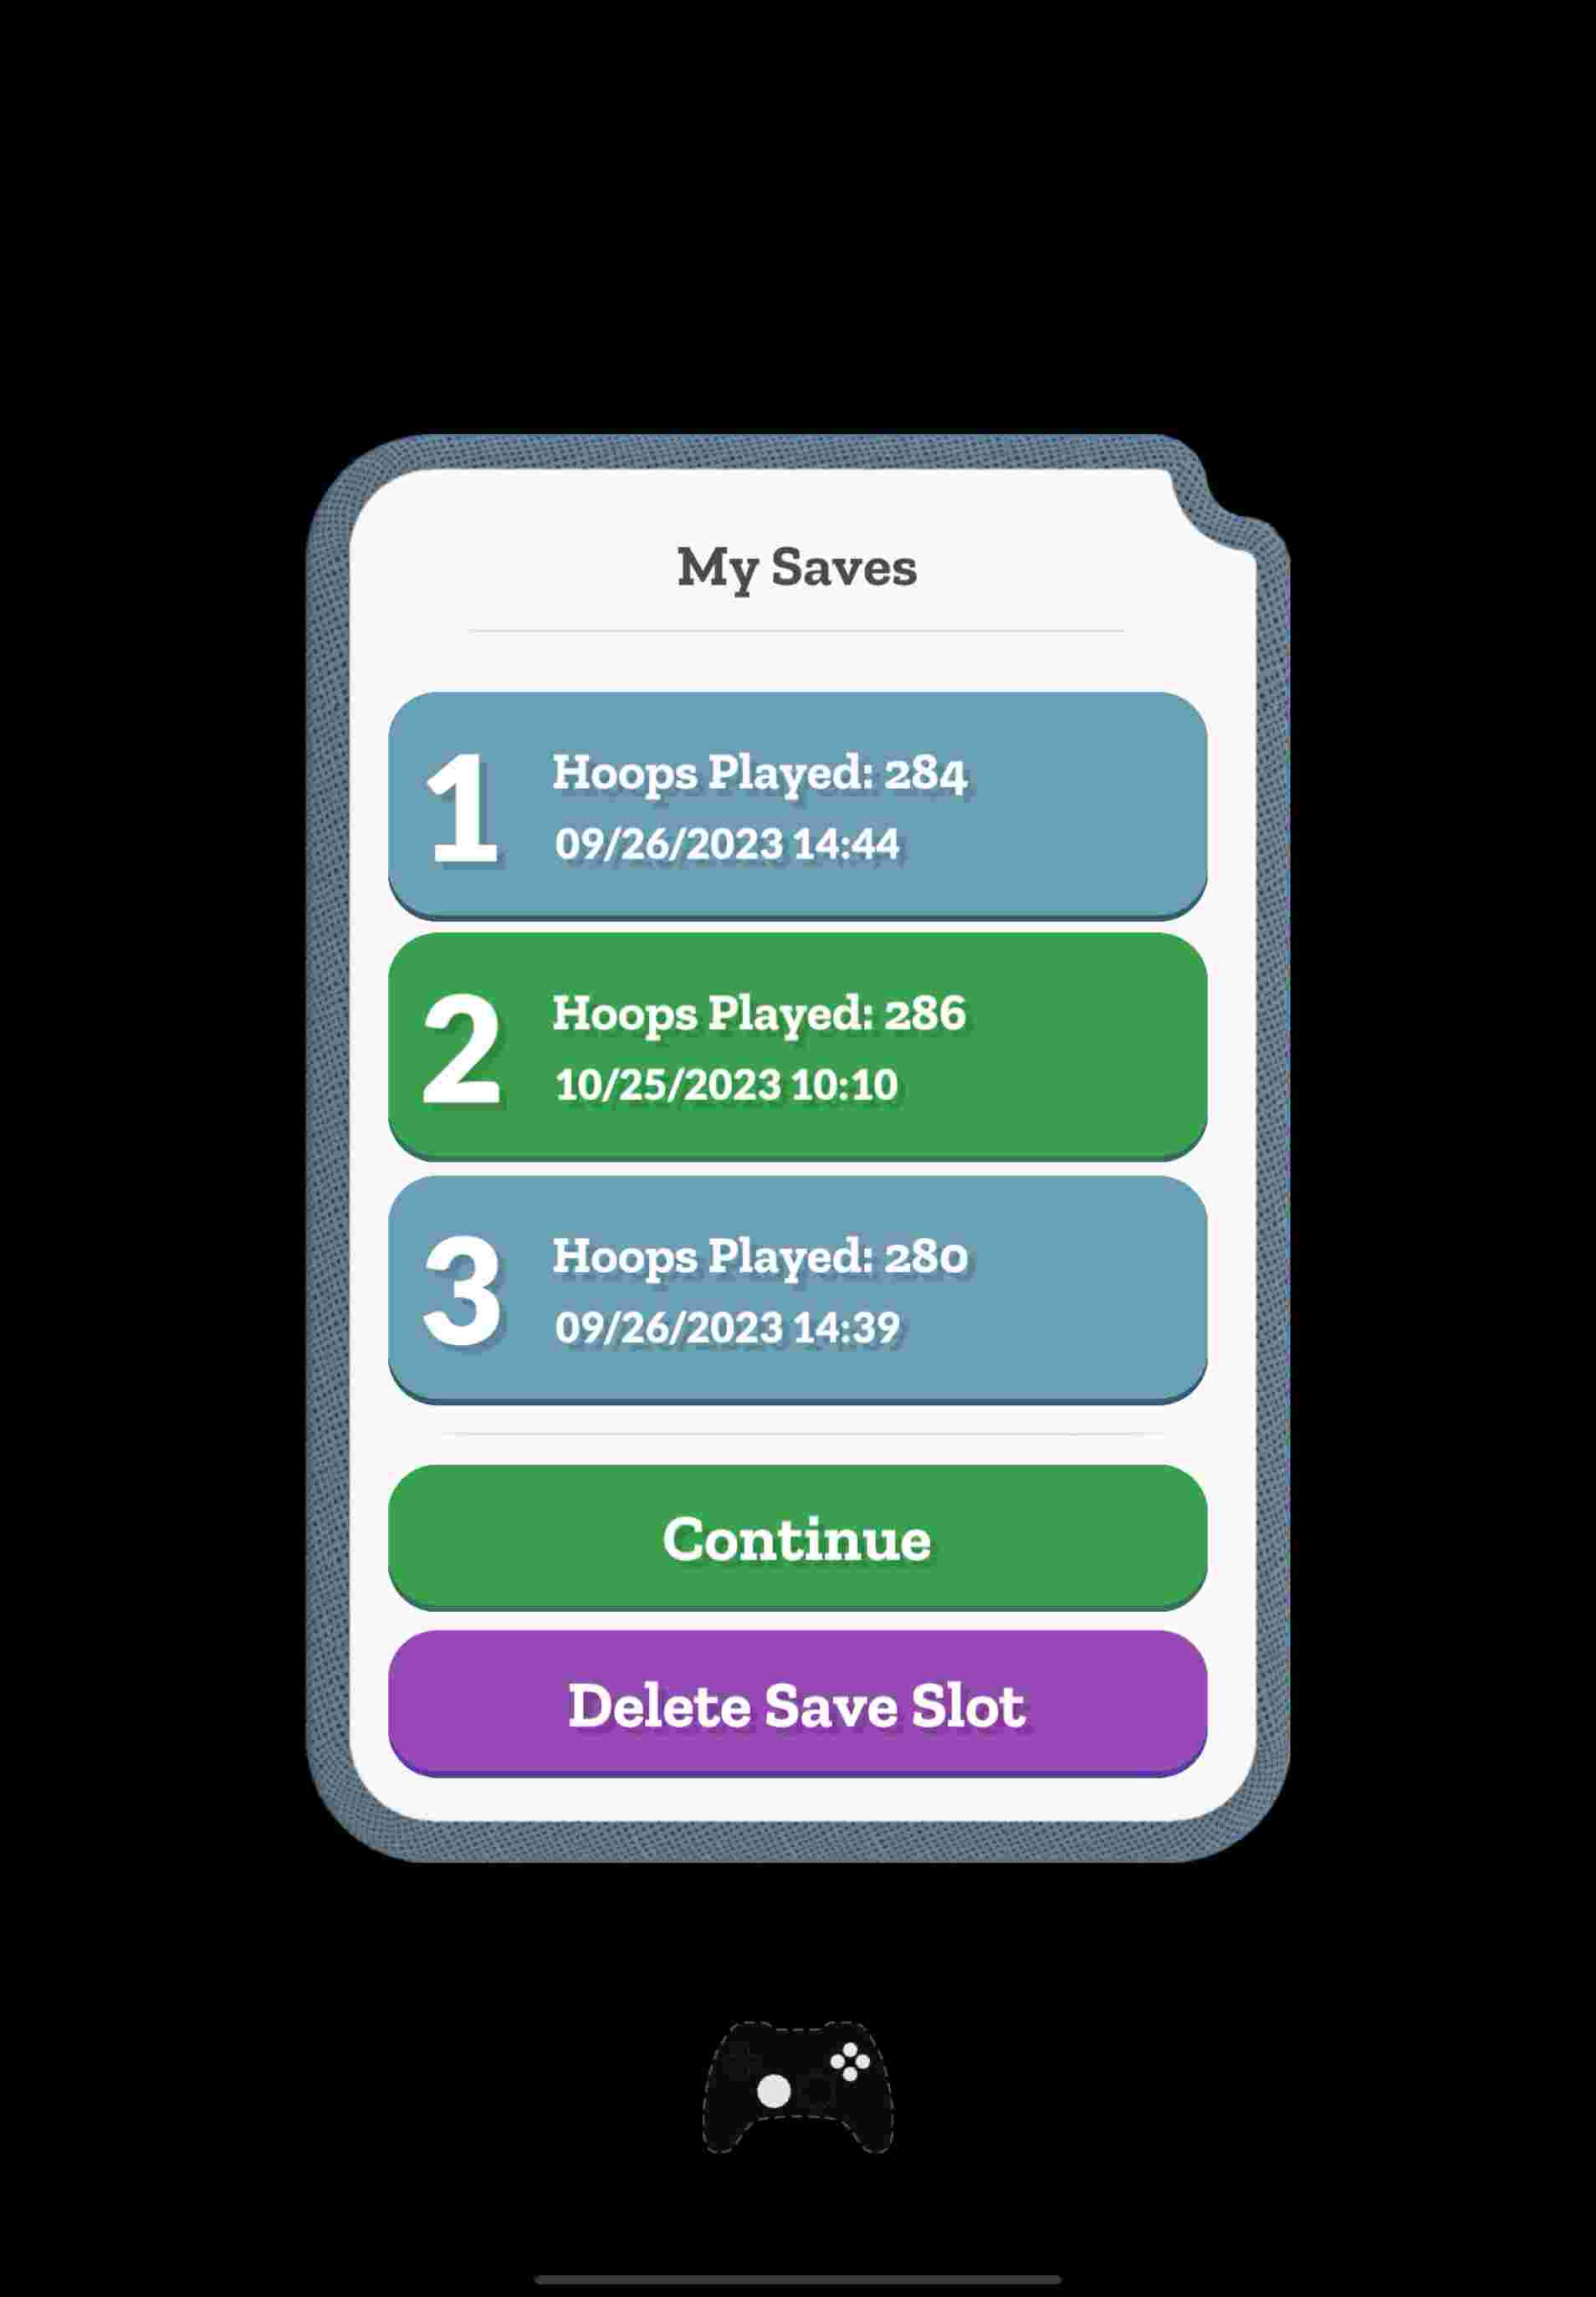 My Saves
1
Hoops Played: 284
09/26/2023 14:44
2
Hoops Played: 286
10/25/2023 10:10
3
Hoops Played: 280
09/26/2023 14:39
Continue
Delete Save Slot